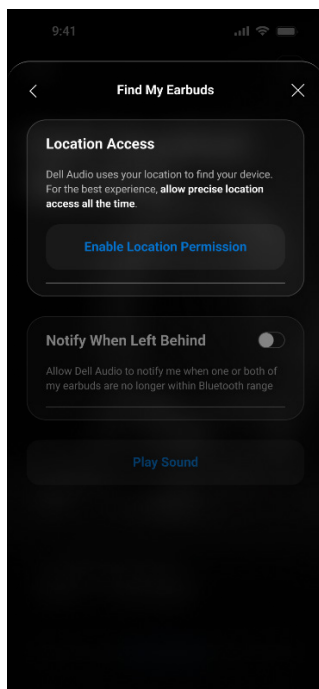 9:41
Find My Earbuds
Location Access
Dell Audio uses your location to find your device.
For the best experience, allow precise location
access all the time.
Enable Location Permission
Notify When Left Behind
Allow Dell Audio to notify me when one or both of
my earbuds are no longer within Bluetooth range
Play Sound